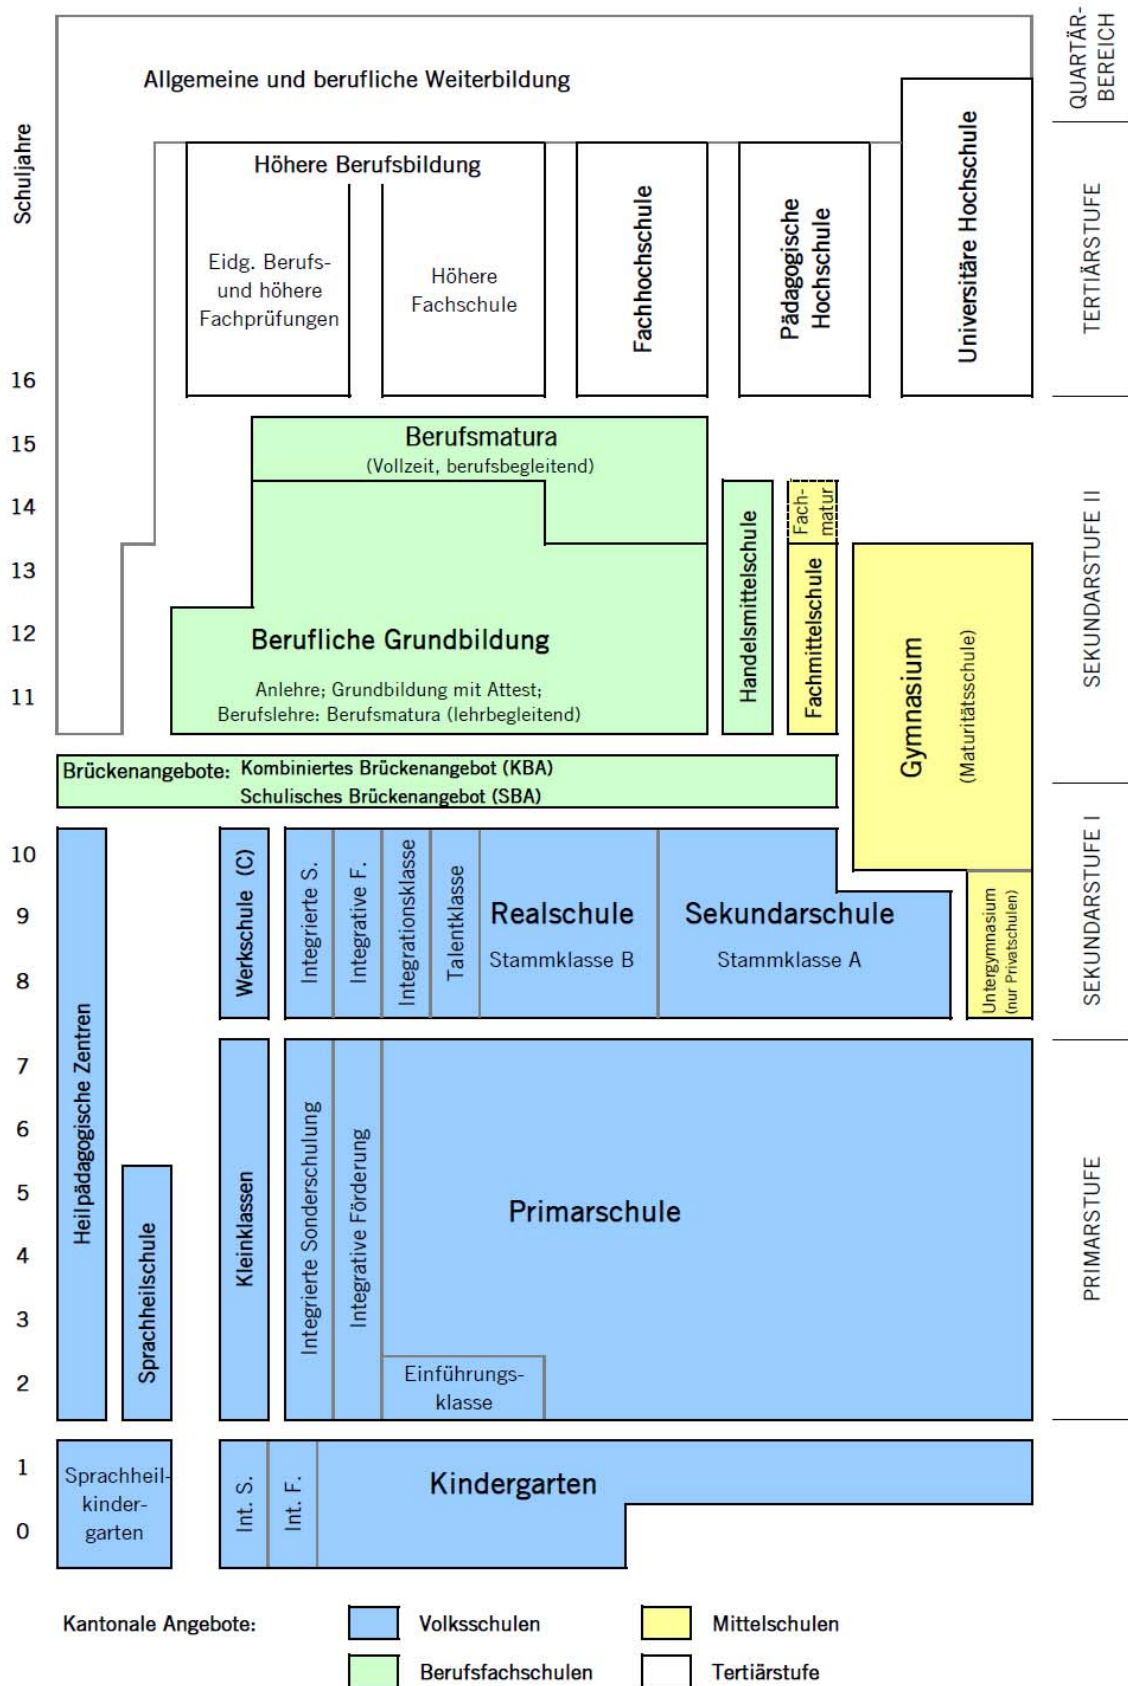 QUARTÄR-
BEREICH
Allgemeine und berufliche Weiterbildung
Schuljahre
Höhere Berufsbildung
Eidg. Berufs-
und höhere
Fachprüfungen
Höhere
Fachschule
Fachhochschule
Pädagogische
Hochschule
Universitäre Hochschule
TERTIÄRSTUFE
16
15
Berufsmatura
(Vollzeit, berufsbegleitend)
14
13
12
11
Berufliche Grundbildung
Anlehre; Grundbildung mit Attest;
Berufslehre: Berufsmatura (lehrbegleitend)
Handelsmittelschule
Fach-
matur
Fachmittelschule
Gymnasium
(Maturitätsschule)
SEKUNDARSTUFE II
Brückenangebote: Kombiniertes Brückenangebot (KBA)
Schulisches Brückenangebot (SBA)
10
9
8
Werkschule (C)
Integrierte S.
Integrative F.
Integrationsklasse
Talentklasse
Realschule
Stammklasse B
Sekundarschule
Stammklasse A
Untergymnasium
(nur Privatschulen)
SEKUNDARSTUFE I
Heilpädagogische Zentren
7
6
5
4
3
2
Sprachheilschule
Kleinklassen
Integrierte Sonderschulung
Integrative Förderung
Primarschule
Einführungs-
klasse
PRIMARSTUFE
1
0
Sprachheil-
kinder-
garten
Int. S.
Int. F.
Kindergarten
Kantonale Angebote:
Volksschulen
Mittelschulen
Berufsfachschulen
Tertiärstufe